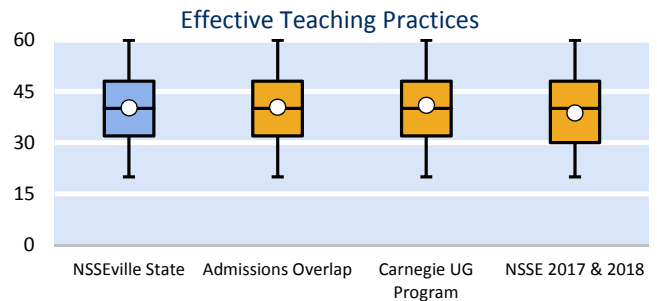 Effective Teaching Practices
60
45
30
15
0
NSSEville State
Admissions Overlap
Carnegie UG
Program
NSSE 2017 & 2018